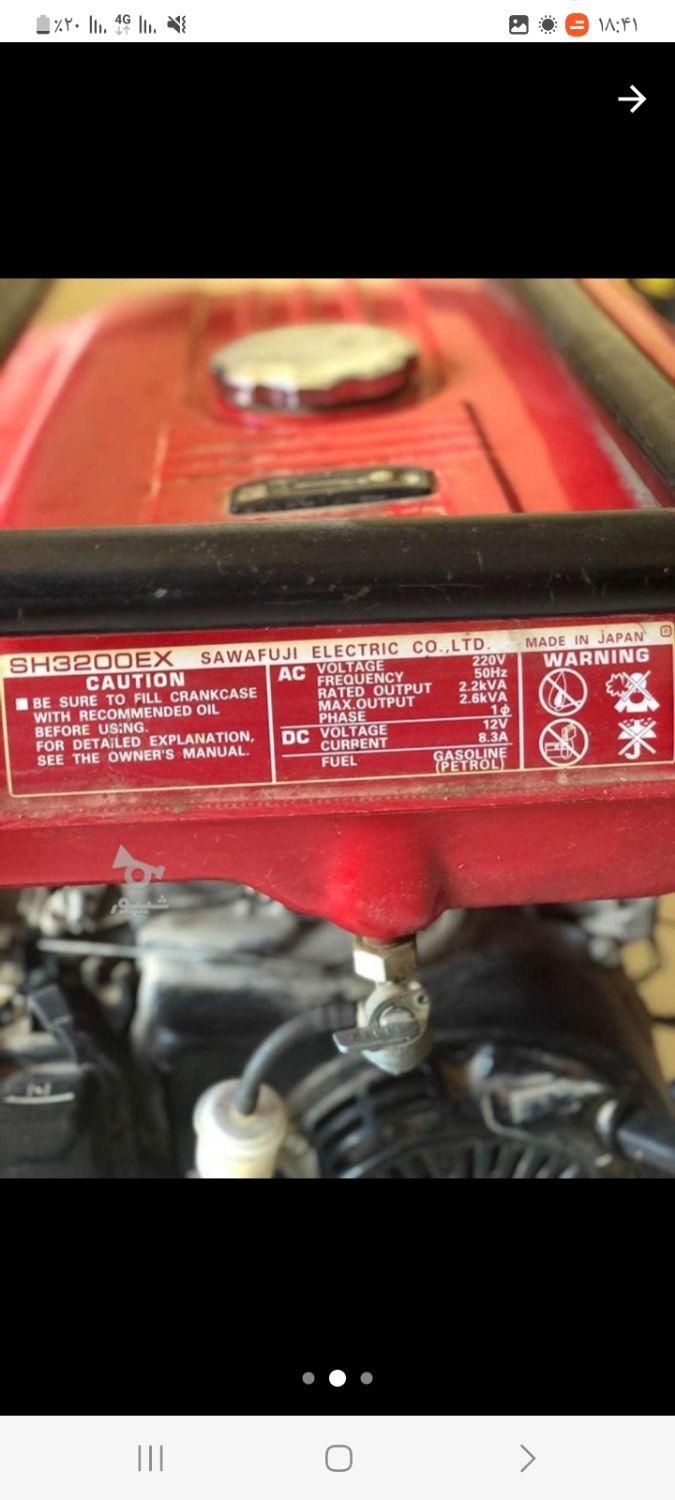 ٪۲۰
4G
۱۸:۴۱
SH3200EX SAWAFUJI ELECTRIC CO.,LTD. MADE IN JAPAN
CAUTION
BE SURE TO FILL CRANKCASE
WITH RECOMMENDED OIL
BEFORE USING.
FOR DETAILED EXPLANATION,
SEE THE OWNER'S MANUAL.
AC VOLTAGE 220V
FREQUENCY 50Hz
RATED OUTPUT 2.2kVA
MAX.OUTPUT 2.6kVA
PHASE 1ϕ
DC VOLTAGE 12V
CURRENT 8.3A
FUEL GASOLINE
(PETROL)
WARNING
شیپور